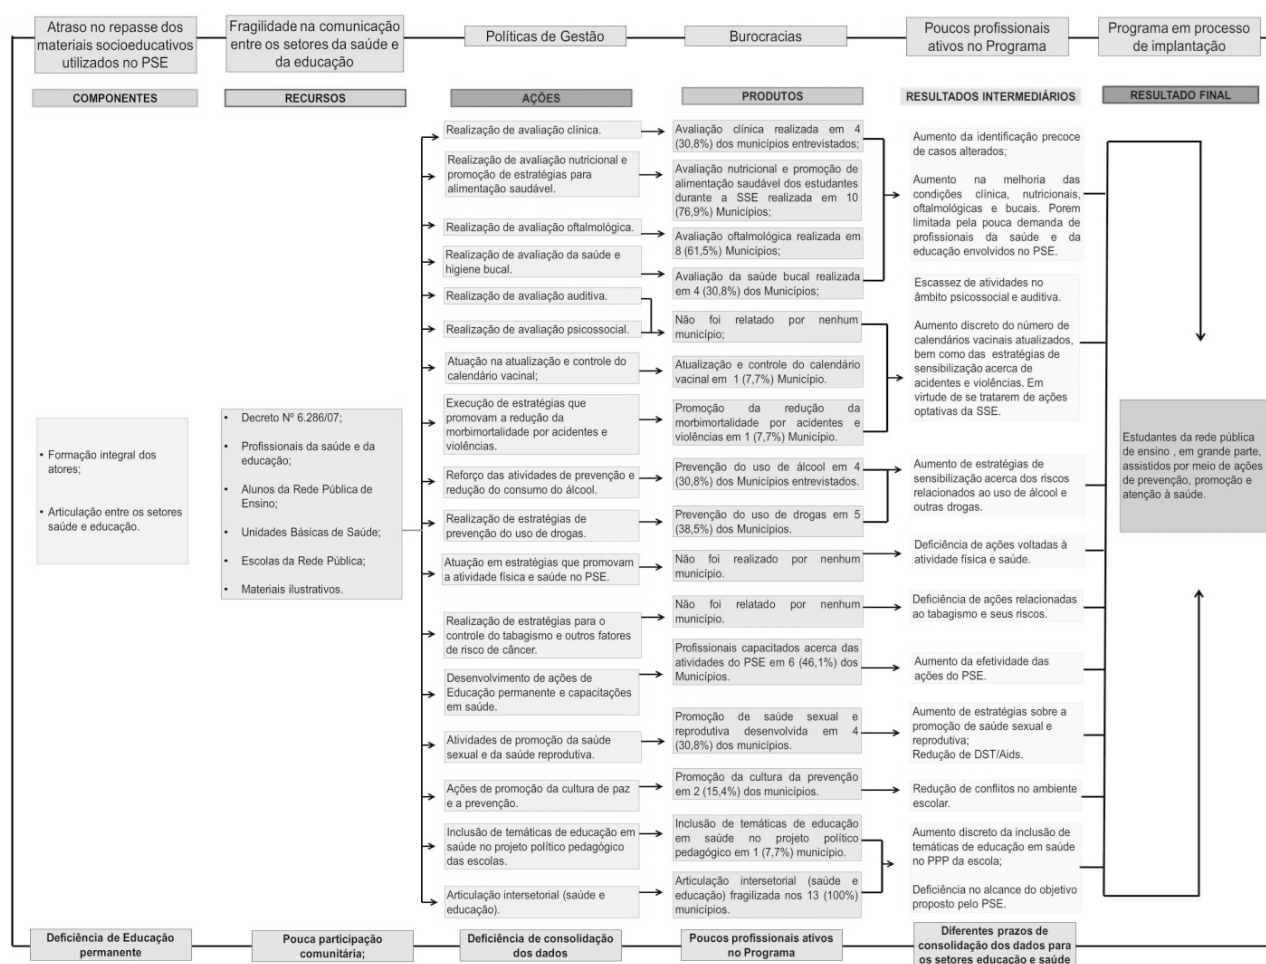 Atraso no repasse dos
materiais socioeducativos
utilizados no PSE
Fragilidade na comunicação
entre os setores da saúde e
da educação
Políticas de Gestão
Burocracias
Poucos profissionais
ativos no Programa
Programa em processo
de implantação
COMPONENTES
RECURSOS
AÇÕES
PRODUTOS
RESULTADOS INTERMEDIÁRIOS
RESULTADO FINAL
• Formação integral dos
atores;
• Articulação entre os setores
saúde e educação.
• Decreto Nº 6.286/07;
• Profissionais da saúde e da
educação;
• Alunos da Rede Pública de
Ensino;
• Unidades Básicas de Saúde;
• Escolas da Rede Pública;
• Materiais ilustrativos.
Realização de avaliação clínica.
Realização de avaliação nutricional e
promoção de estratégias para
alimentação saudável.
Realização de avaliação oftalmológica.
Realização de avaliação da saúde e
higiene bucal.
Realização de avaliação auditiva.
Realização de avaliação psicossocial.
Atuação na atualização e controle do
calendário vacinal;
Execução de estratégias que
promovam a redução da
morbimortalidade por acidentes e
violências.
Reforço das atividades de prevenção e
redução do consumo do álcool.
Realização de estratégias de
prevenção do uso de drogas.
Atuação em estratégias que promovam
a atividade física e saúde no PSE.
Realização de estratégias para o
controle do tabagismo e outros fatores
de risco de câncer.
Desenvolvimento de ações de
Educação permanente e capacitações
em saúde.
Atividades de promoção da saúde
sexual e da saúde reprodutiva.
Ações de promoção da cultura de paz
e a prevenção.
Inclusão de temáticas de educação em
saúde no projeto político pedagógico
das escolas.
Articulação intersetorial (saúde e
educação).
Avaliação clínica realizada em 4
(30,8%) dos municípios entrevistados;
Avaliação nutricional e promoção de
alimentação saudável dos estudantes
durante a SSE realizada em 10
(76,9%) Municípios;
Avaliação oftalmológica realizada em
8 (61,5%) Municípios;
Avaliação da saúde bucal realizada
em 4 (30,8%) dos Municípios;
Não foi relatado por nenhum
município;
Atualização e controle do calendário
vacinal em 1 (7,7%) Município.
Promoção da redução da
morbimortalidade por acidentes e
violências em 1 (7,7%) Município.
Prevenção do uso de álcool em 4
(30,8%) dos Municípios entrevistados.
Prevenção do uso de drogas em 5
(38,5%) dos Municípios.
Não foi realizado por nenhum
município.
Não foi relatado por nenhum
município.
Profissionais capacitados acerca das
atividades do PSE em 6 (46,1%) dos
Municípios.
Promoção de saúde sexual e
reprodutiva desenvolvida em 4
(30,8%) dos municípios.
Promoção da cultura da prevenção
em 2 (15,4%) dos municípios.
Inclusão de temáticas de educação
em saúde no projeto político
pedagógico em 1 (7,7%) município.
Articulação intersetorial (saúde e
educação) fragilizada nos 13 (100%)
municípios.
Aumento da identificação precoce
de casos alterados;
Aumento na melhoria das
condições clínica, nutricionais,
oftalmológicas e bucais. Porem
limitada pela pouca demanda de
profissionais da saúde e da
educação envolvidos no PSE.
Escassez de atividades no
âmbito psicossocial e auditiva.
Aumento discreto do número de
calendários vacinais atualizados,
bem como das estratégias de
sensibilização acerca de
acidentes e violências. Em
virtude de se tratarem de ações
optativas da SSE.
Aumento de estratégias de
sensibilização acerca dos riscos
relacionados ao uso de álcool e
outras drogas.
Deficiência de ações voltadas à
atividade física e saúde.
Deficiência de ações relacionadas
ao tabagismo e seus riscos.
Aumento da efetividade das
ações do PSE.
Aumento de estratégias sobre a
promoção de saúde sexual e
reprodutiva;
Redução de DST/Aids.
Redução de conflitos no ambiente
escolar.
Aumento discreto da inclusão de
temáticas de educação em saúde
no PPP da escola;
Deficiência no alcance do objetivo
proposto pelo PSE.
Estudantes da rede pública
de ensino , em grande parte,
assistidos por meio de ações
de prevenção, promoção e
atenção à saúde.
Deficiência de Educação
permanente
Pouca participação
comunitária;
Deficiência de consolidação
dos dados
Poucos profissionais ativos
no Programa
Diferentes prazos de
consolidação dos dados para
os setores educação e saúde